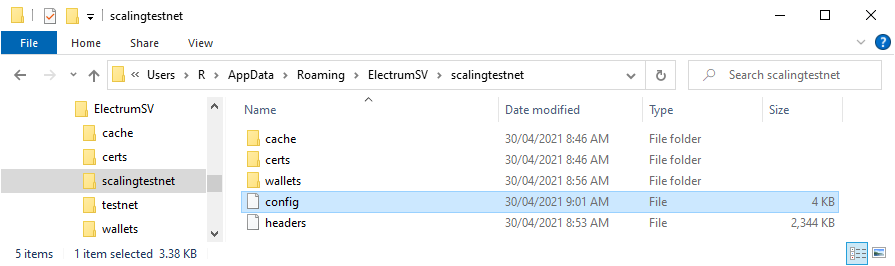 scalingtestnet
File Home Share View
« Users > R > AppData > Roaming > ElectrumSV > scalingtestnet
Search scalingtestnet
ElectrumSV
cache
certs
scalingtestnet
testnet
wallets
Name Date modified Type Size
cache 30/04/2021 8:46 AM File folder
certs 30/04/2021 8:46 AM File folder
wallets 30/04/2021 8:56 AM File folder
config 30/04/2021 9:01 AM File 4 KB
headers 30/04/2021 8:53 AM File 2,344 KB
5 items 1 item selected 3.38 KB